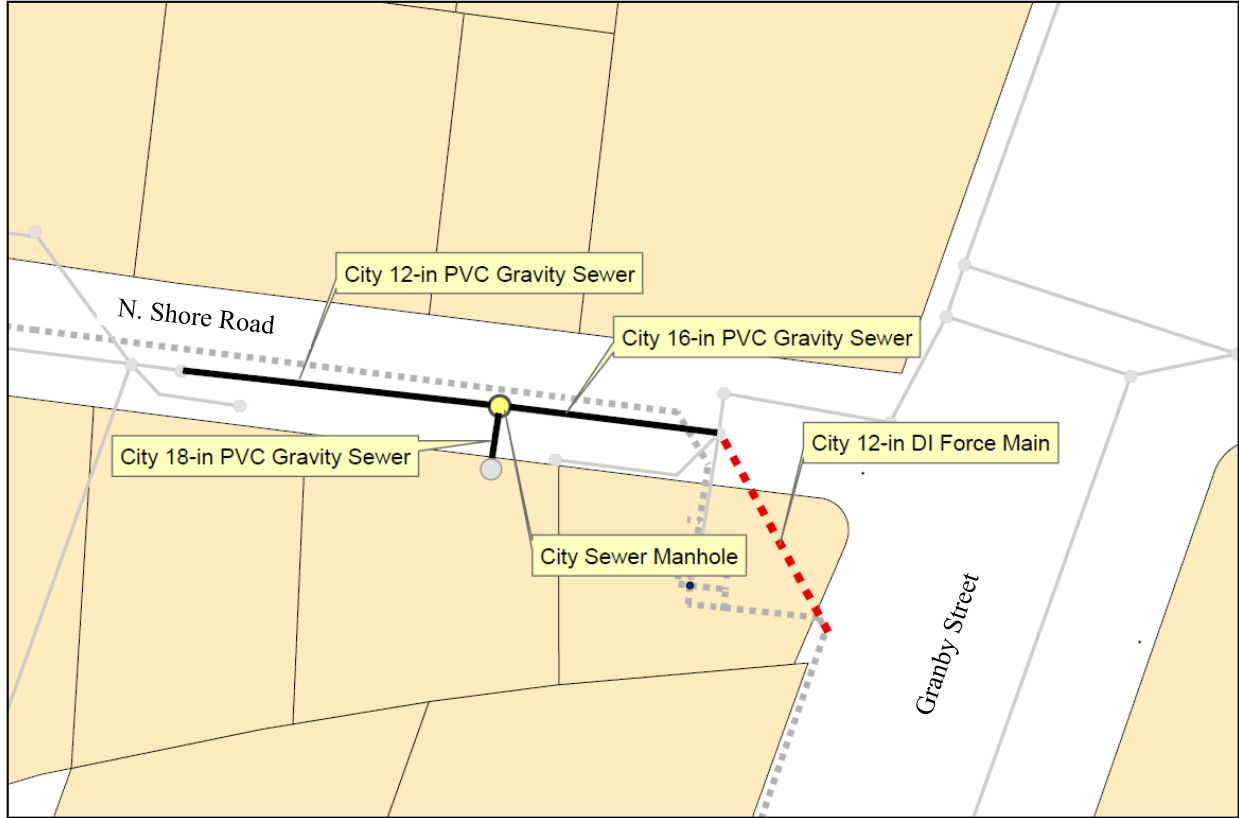 City 12-in PVC Gravity Sewer
N. Shore Road
City 16-in PVC Gravity Sewer
City 18-in PVC Gravity Sewer
City 12-in DI Force Main
City Sewer Manhole
Granby Street